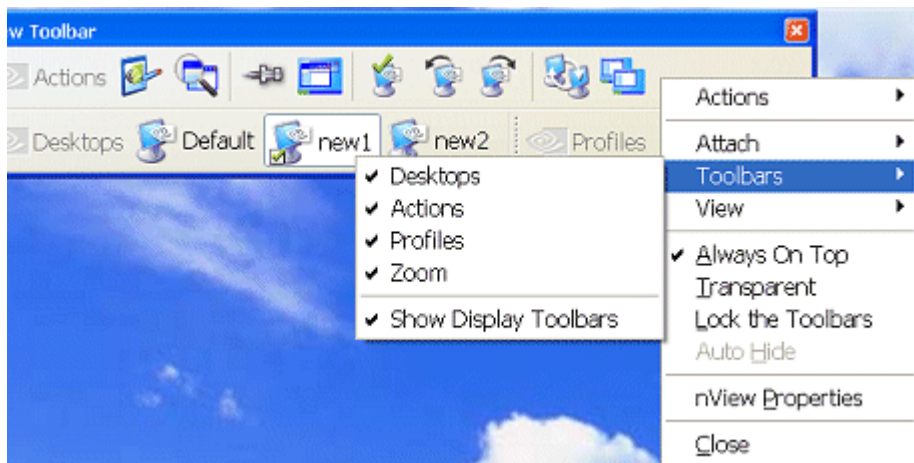 w Toolbar
Actions
Desktops Default new1 new2 Profiles
Desktops
Actions
Profiles
Zoom
Show Display Toolbars
Actions
Attach
Toolbars
View
Always On Top
Transparent
Lock the Toolbars
Auto Hide
nView Properties
Close